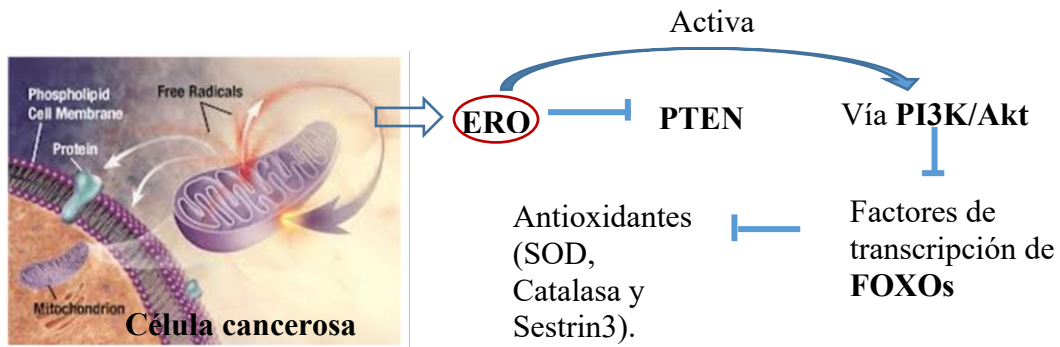 Activa
Phospholipid
Cell Membrane
Free Radicals
Protein
Mitochondrion
Célula cancerosa
ERO
PTEN
Vía PI3K/Akt
Antioxidantes
(SOD,
Catalasa y
Sestrin3).
Factores de
transcripción de
FOXOs